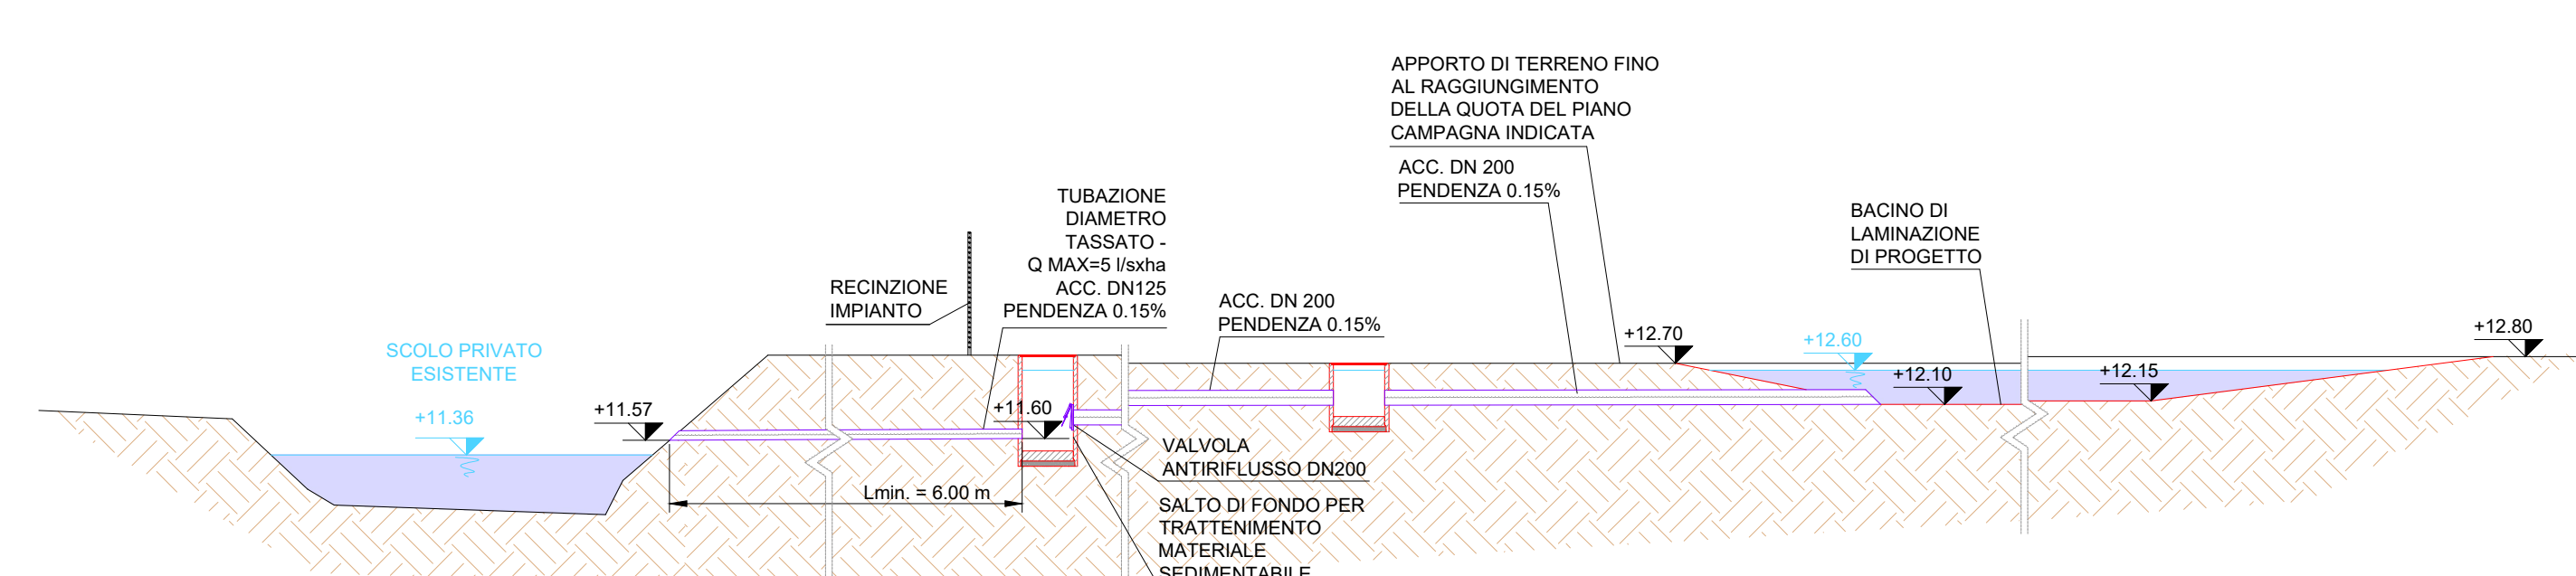 SCOLO PRIVATO
ESISTENTE
+11.36
+11.57
RECINZIONE
IMPIANTO
TUBAZIONE
DIAMETRO
TASSATO -
Q MAX=5 l/sxha
ACC. DN125
PENDENZA 0.15%
+11.60
Lmin. = 6.00 m
ACC. DN 200
PENDENZA 0.15%
VALVOLA
ANTIRIFLUSSO DN200
SALTO DI FONDO PER
TRATTENIMENTO
MATERIALE
SEDIMENTABILE
APPORTO DI TERRENO FINO
AL RAGGIUNGIMENTO
DELLA QUOTA DEL PIANO
CAMPAGNA INDICATA
ACC. DN 200
PENDENZA 0.15%
+12.70
+12.60
BACINO DI
LAMINAZIONE
DI PROGETTO
+12.10
+12.15
+12.80